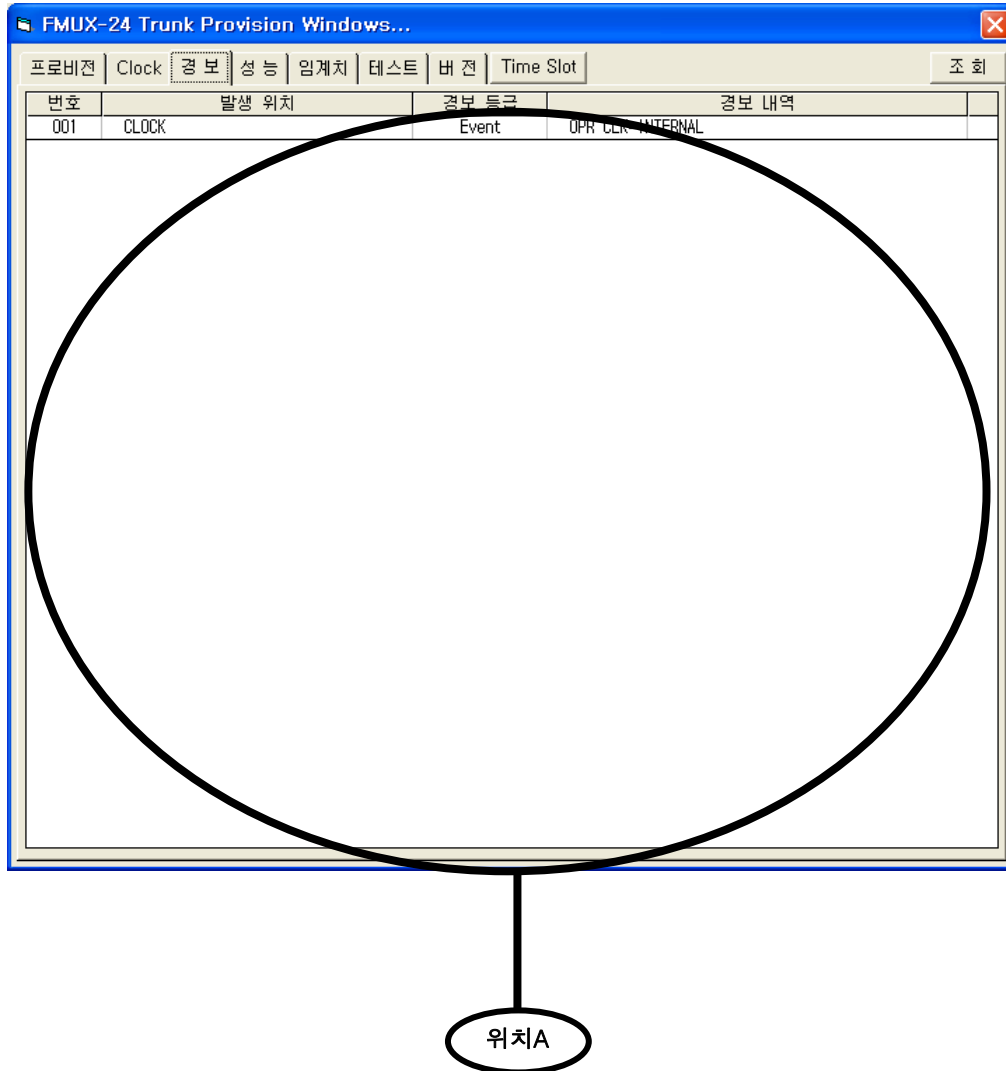 FMUX-24 Trunk Provision Windows...
프로비전 Clock 경 보 성 능 임계치 테스트 버 전 Time Slot 조 회
번호 발생 위치 경보 등급 경보 내역
001 CLOCK Event OPR CLK-INTERNAL
위치A